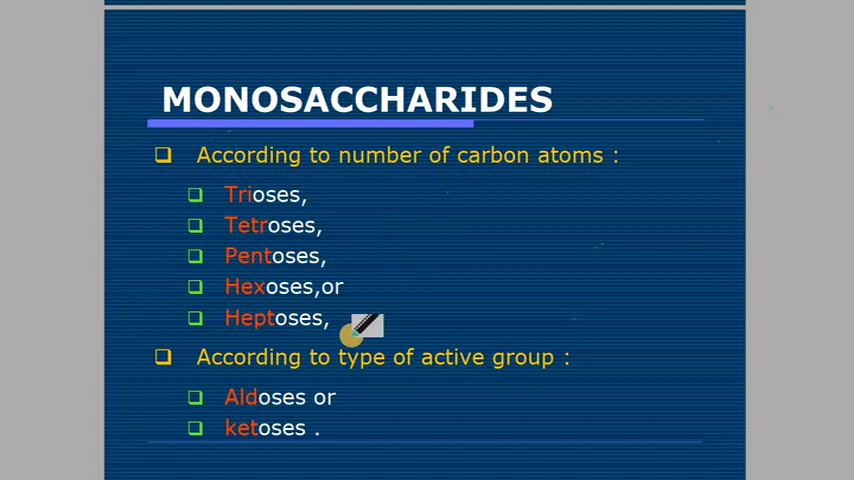 MONOSACCHARIDES
According to number of carbon atoms :
Trioses,
Tetroses,
Pentoses,
Hexoses,or
Heptoses,
According to type of active group :
Aldoses or
ketoses .